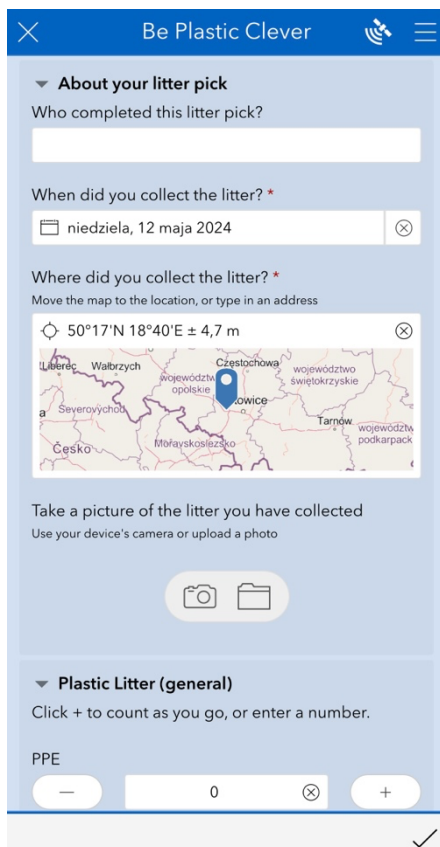 Be Plastic Clever
About your litter pick
Who completed this litter pick?
When did you collect the litter? *
niedziela, 12 maja 2024
Where did you collect the litter? *
Move the map to the location, or type in an address
50°17'N 18°40'E ± 4,7 m
Liberec Wałbrzych Częstochowa
województwo
świętokrzyskie
opolskie
owice
a Severovýchod Tarnów
województw
podkarpack
Česko Moravskoslezsko
Take a picture of the litter you have collected
Use your device's camera or upload a photo
Plastic Litter (general)
Click + to count as you go, or enter a number.
PPE
0